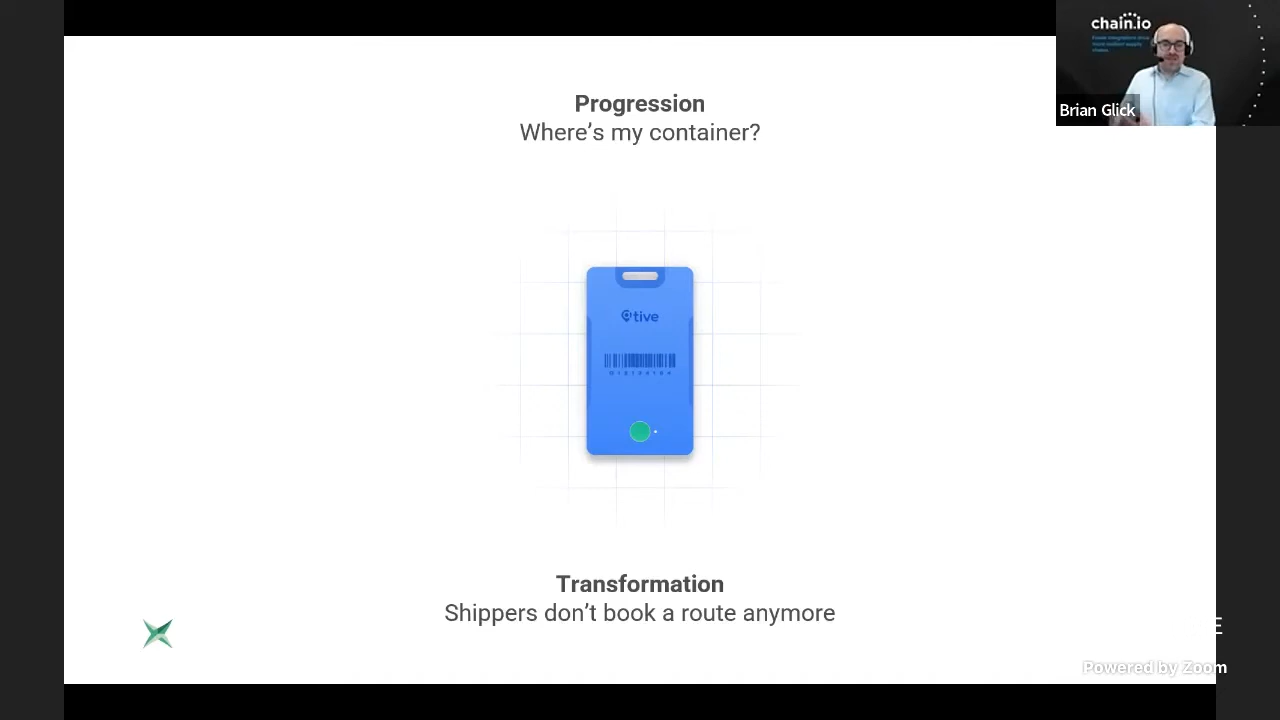 chain.io
Brian Glick
Progression
Where's my container?
tive
Transformation
Shippers don't book a route anymore
E
Powered by Zoom